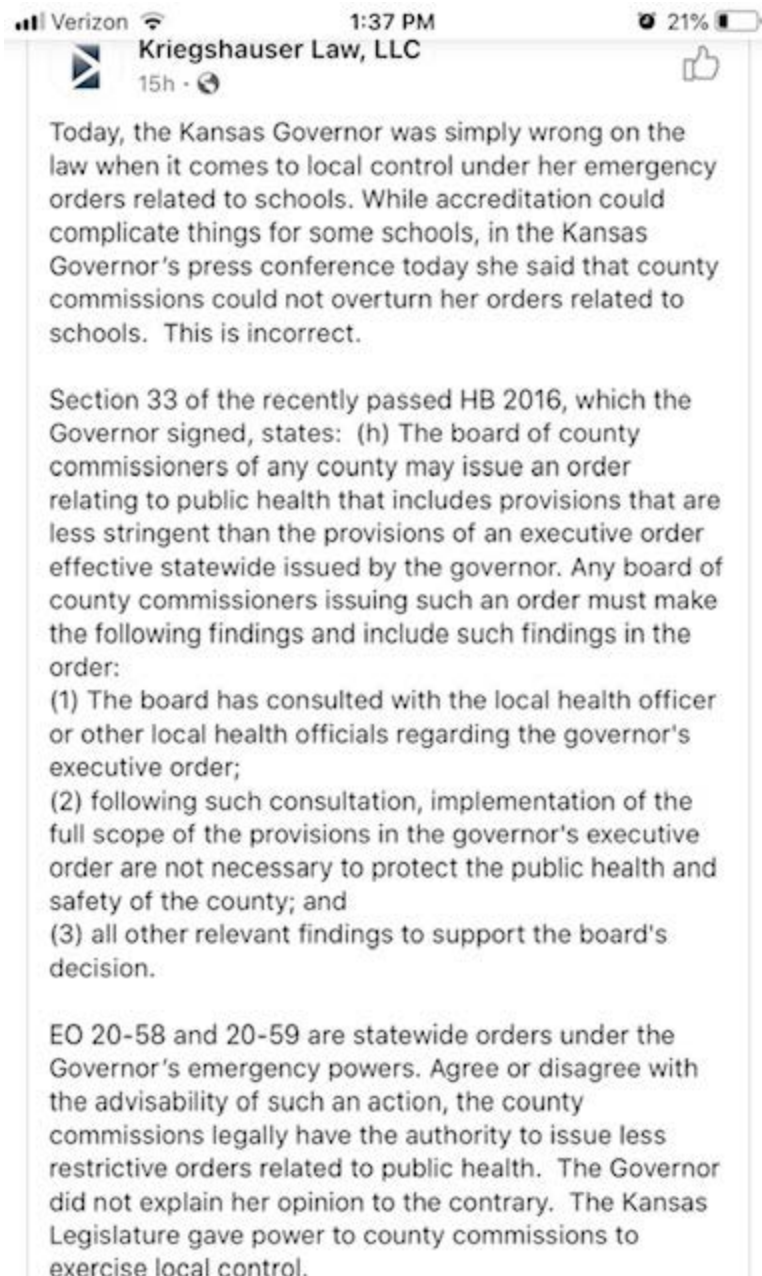 Verizon 1:37 PM 21%
Kriegshauser Law, LLC
15h ·
Today, the Kansas Governor was simply wrong on the
law when it comes to local control under her emergency
orders related to schools. While accreditation could
complicate things for some schools, in the Kansas
Governor's press conference today she said that county
commissions could not overturn her orders related to
schools.  This is incorrect.
Section 33 of the recently passed HB 2016, which the
Governor signed, states:  (h) The board of county
commissioners of any county may issue an order
relating to public health that includes provisions that are
less stringent than the provisions of an executive order
effective statewide issued by the governor. Any board of
county commissioners issuing such an order must make
the following findings and include such findings in the
order:
(1) The board has consulted with the local health officer
or other local health officials regarding the governor's
executive order;
(2) following such consultation, implementation of the
full scope of the provisions in the governor's executive
order are not necessary to protect the public health and
safety of the county; and
(3) all other relevant findings to support the board's
decision.
EO 20-58 and 20-59 are statewide orders under the
Governor's emergency powers. Agree or disagree with
the advisability of such an action, the county
commissions legally have the authority to issue less
restrictive orders related to public health.  The Governor
did not explain her opinion to the contrary.  The Kansas
Legislature gave power to county commissions to
exercise local control.